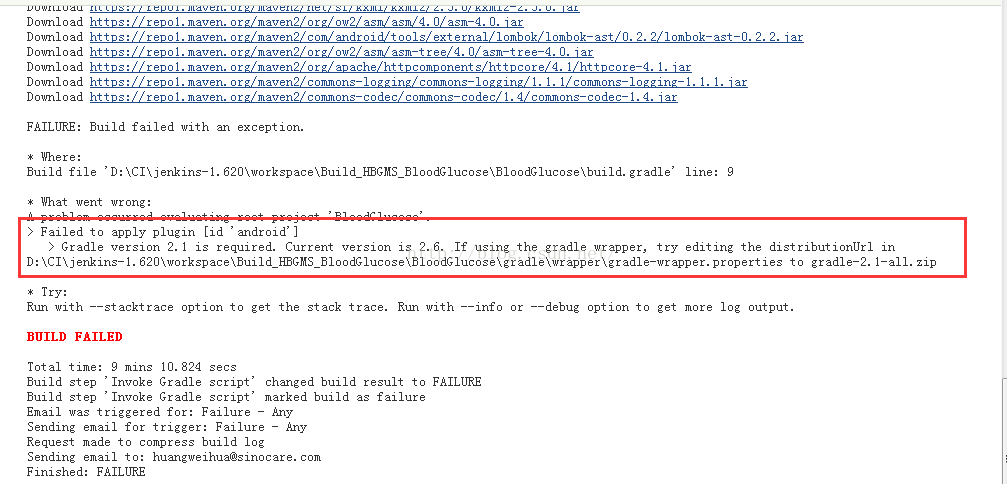 Download https://repo1.maven.org/maven2/net/sf/kxml/kxml2/2.3.0/kxml2-2.3.0.jar
Download https://repo1.maven.org/maven2/org/ow2/asm/asm/4.0/asm-4.0.jar
Download https://repo1.maven.org/maven2/com/android/tools/external/lombok/lombok-ast/0.2.2/lombok-ast-0.2.2.jar
Download https://repo1.maven.org/maven2/org/ow2/asm/asm-tree/4.0/asm-tree-4.0.jar
Download https://repo1.maven.org/maven2/org/apache/httpcomponents/httpcore/4.1/httpcore-4.1.jar
Download https://repo1.maven.org/maven2/commons-logging/commons-logging/1.1.1/commons-logging-1.1.1.jar
Download https://repo1.maven.org/maven2/commons-codec/commons-codec/1.4/commons-codec-1.4.jar
FAILURE: Build failed with an exception.
* Where:
Build file 'D:\CI\jenkins-1.620\workspace\Build_HBGMS_BloodGlucose\BloodGlucose\build.gradle' line: 9
* What went wrong:
A problem occurred evaluating root project 'BloodGlucose'.
> Failed to apply plugin [id 'android']
> Gradle version 2.1 is required. Current version is 2.6. If using the gradle wrapper, try editing the distributionUrl in
D:\CI\jenkins-1.620\workspace\Build_HBGMS_BloodGlucose\BloodGlucose\gradle\wrapper\gradle-wrapper.properties to gradle-2.1-all.zip
* Try:
Run with --stacktrace option to get the stack trace. Run with --info or --debug option to get more log output.
BUILD FAILED
Total time: 9 mins 10.824 secs
Build step 'Invoke Gradle script' changed build result to FAILURE
Build step 'Invoke Gradle script' marked build as failure
Email was triggered for: Failure - Any
Sending email for trigger: Failure - Any
Request made to compress build log
Sending email to: huangweihua@sinocare.com
Finished: FAILURE